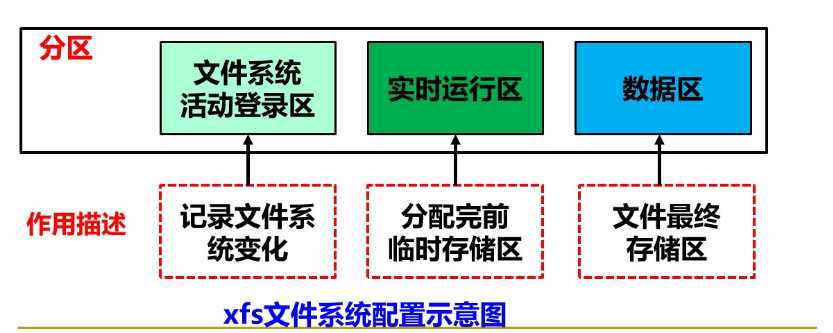 分区
文件系统
活动登录区
实时运行区
数据区
作用描述
记录文件系
统变化
分配完前
临时存储区
文件最终
存储区
xfs文件系统配置示意图